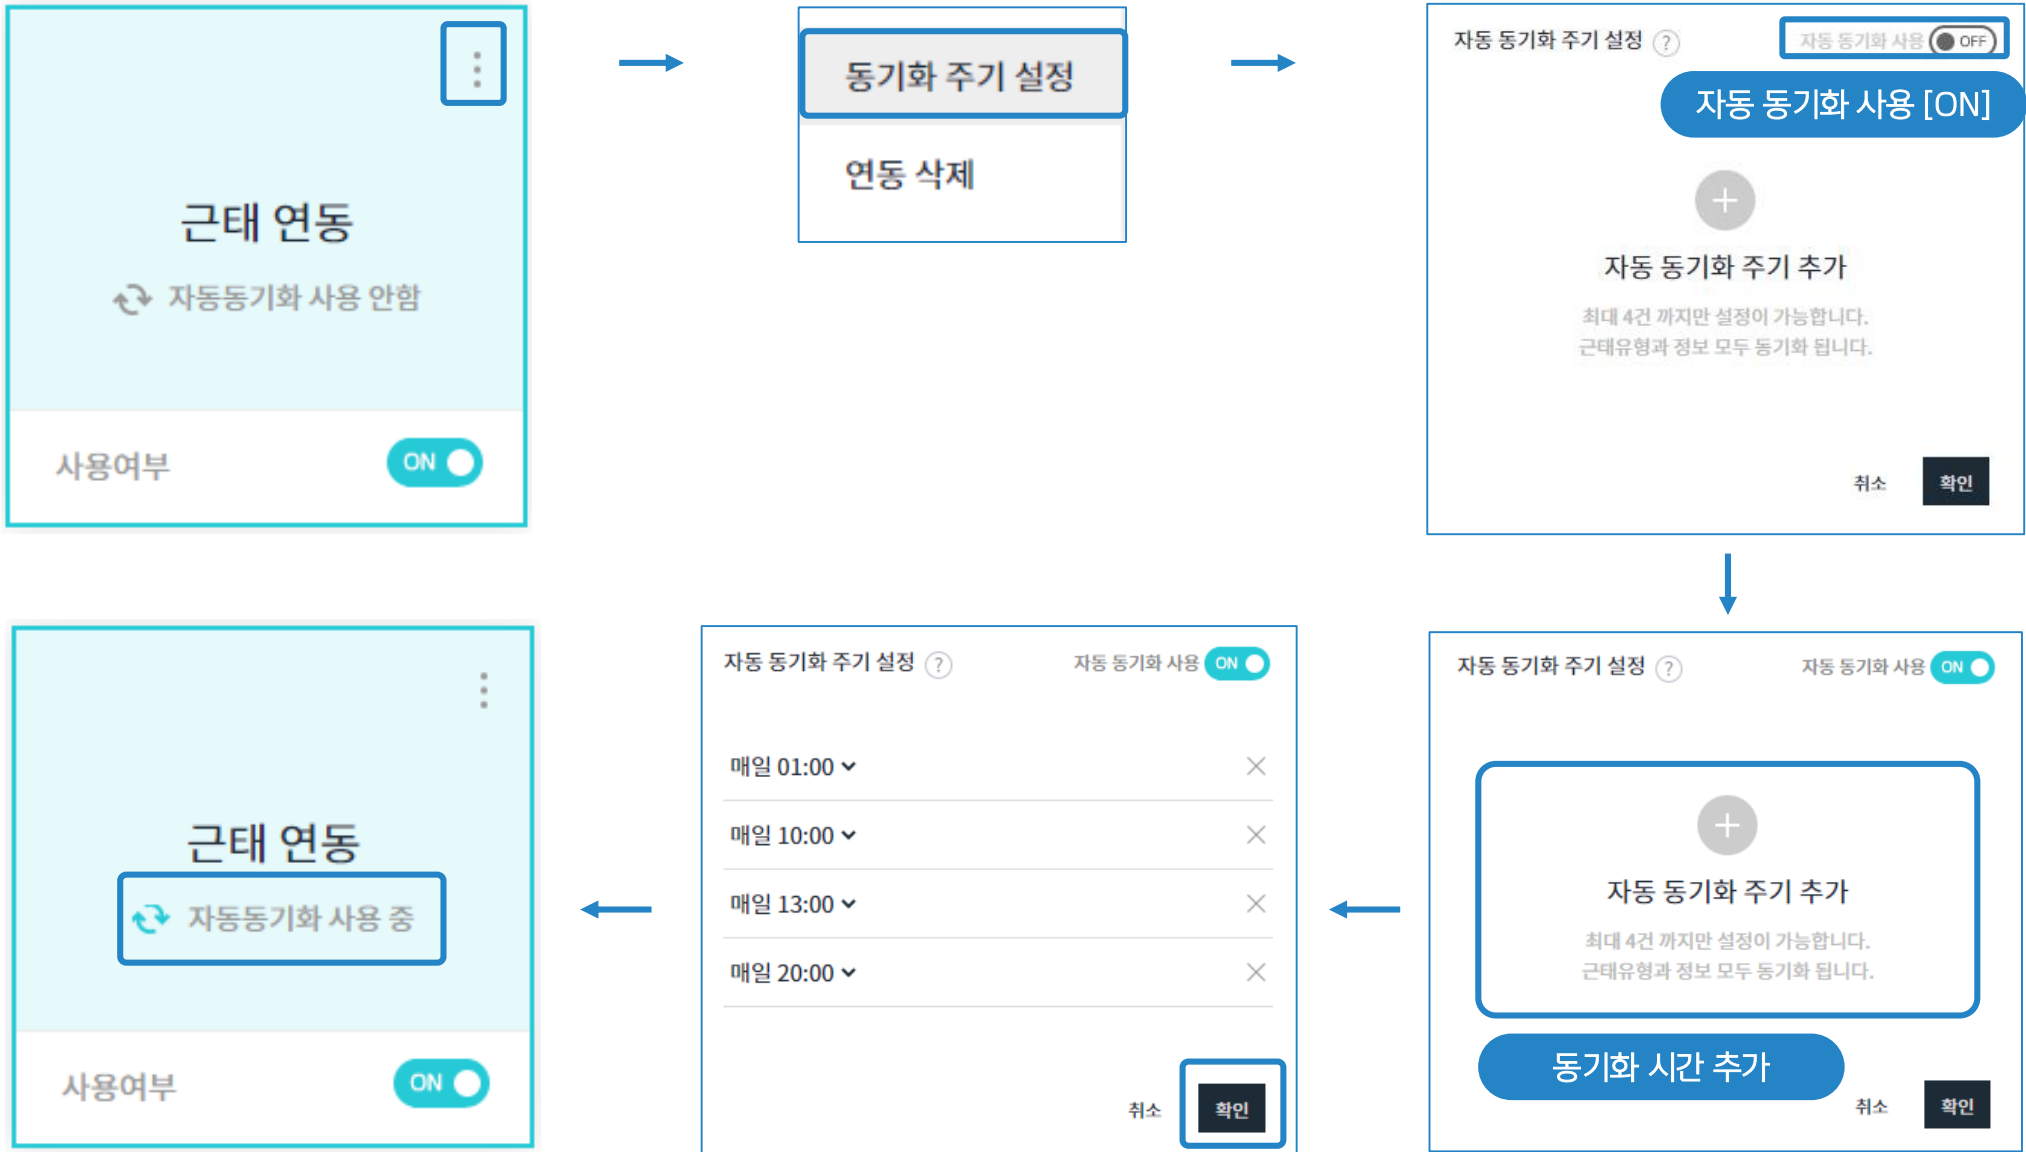 근태 연동
자동동기화 사용 안함
사용여부
ON
동기화 주기 설정
연동 삭제
자동 동기화 주기 설정 ?
자동 동기화 사용 OFF
자동 동기화 사용 [ON]
자동 동기화 주기 추가
최대 4건 까지만 설정이 가능합니다.
근태유형과 정보 모두 동기화 됩니다.
취소 확인
자동 동기화 주기 설정 ?
자동 동기화 사용 ON
자동 동기화 주기 추가
최대 4건 까지만 설정이 가능합니다.
근태유형과 정보 모두 동기화 됩니다.
동기화 시간 추가
취소 확인
자동 동기화 주기 설정 ?
자동 동기화 사용 ON
매일 01:00
매일 10:00
매일 13:00
매일 20:00
취소 확인
근태 연동
자동동기화 사용 중
사용여부
ON